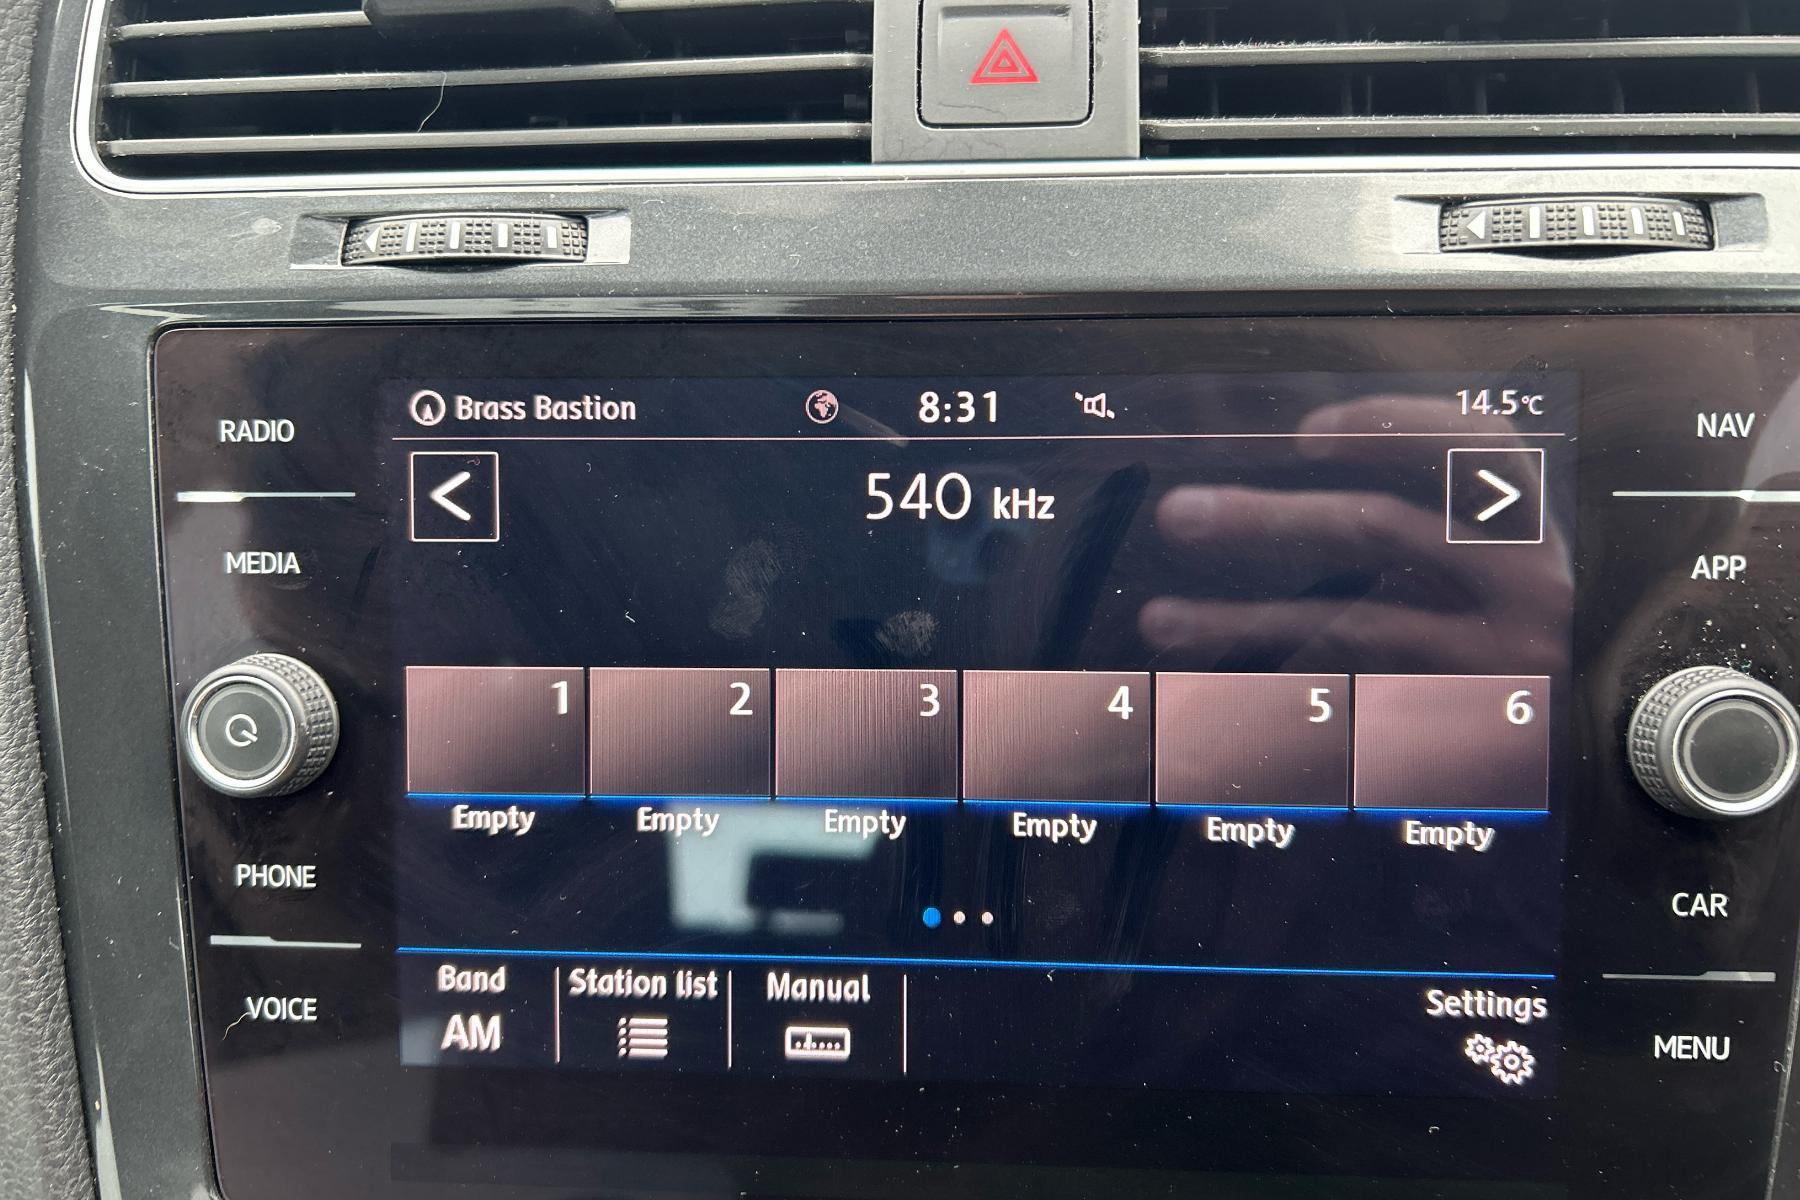 RADIO
MEDIA
PHONE
VOICE
Brass Bastion 8:31 14.5°C
< 540 kHz >
1 2 3 4 5 6
Empty Empty Empty Empty Empty Empty
Band Station list Manual
AM
Settings
NAV
APP
CAR
MENU